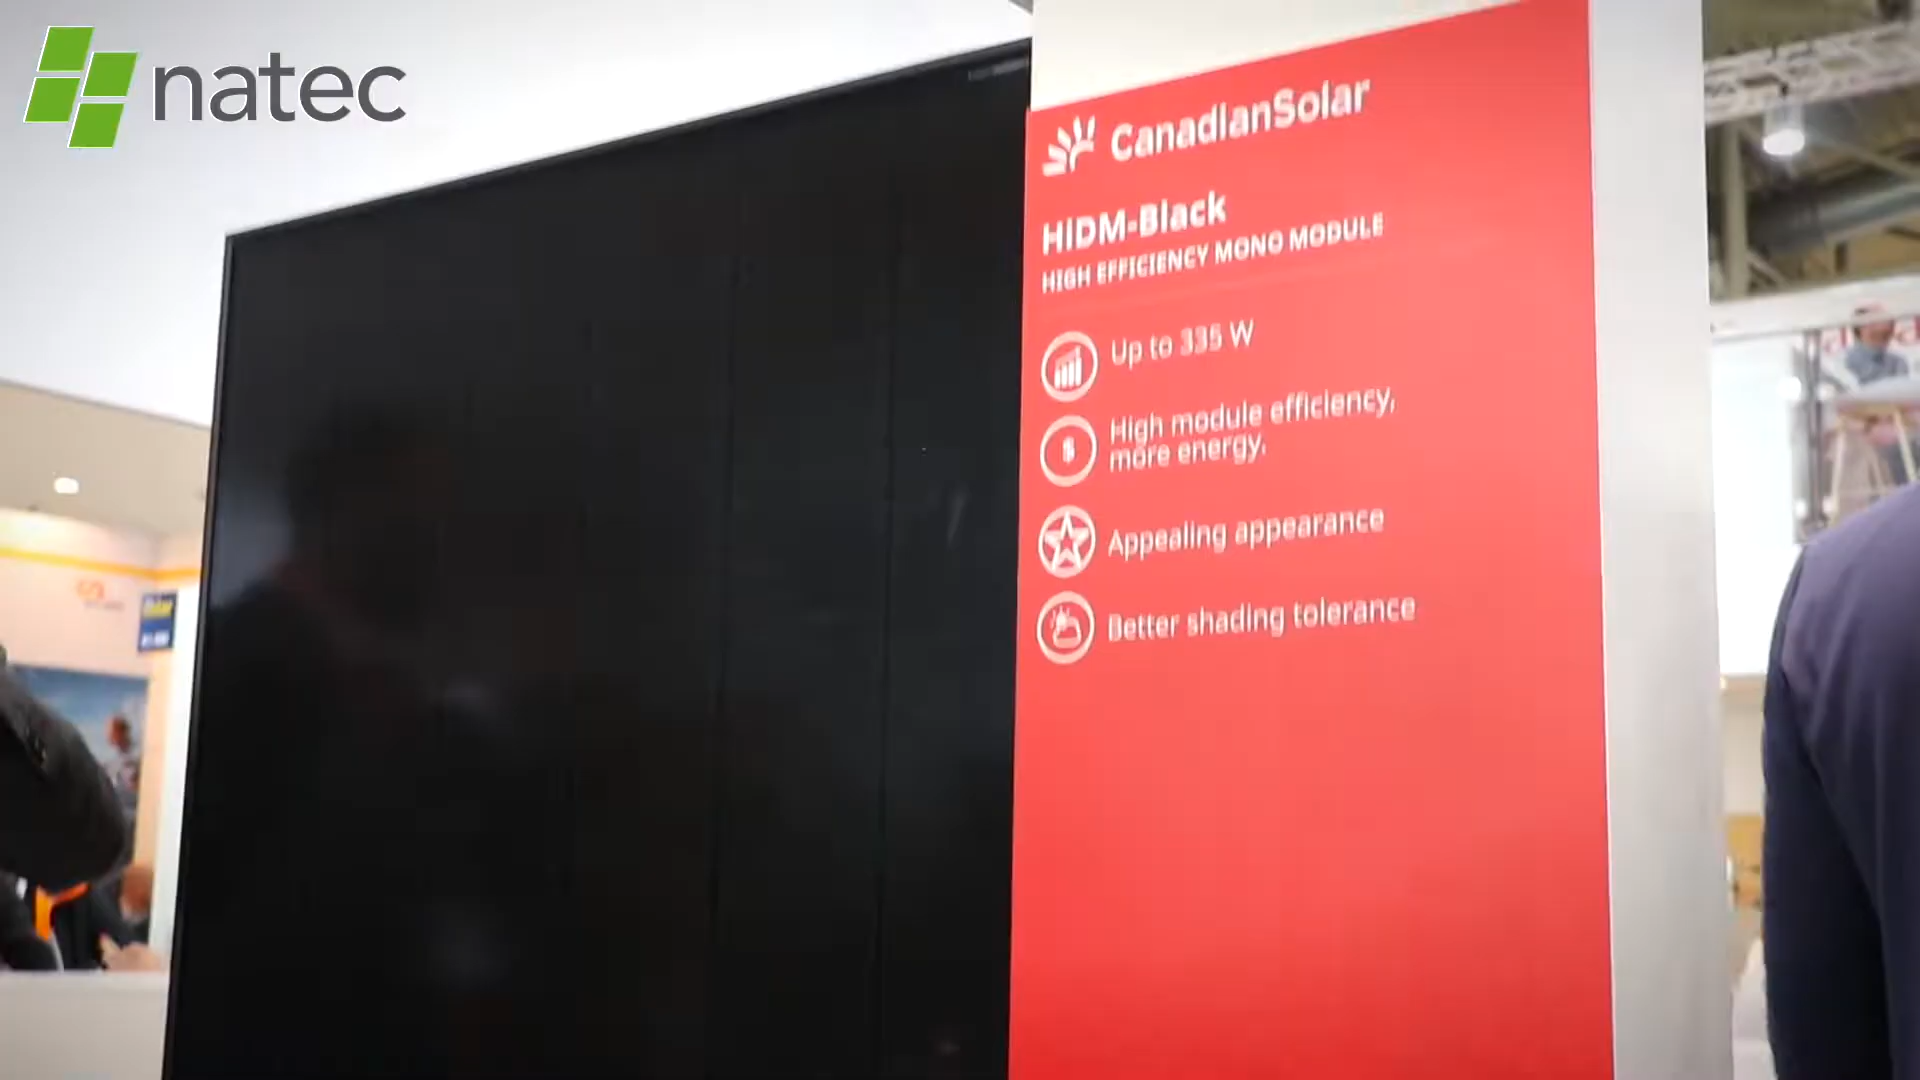 natec
CanadianSolar
HiDM-Black
HIGH EFFICIENCY MONO MODULE
Up to 335 W
High module efficiency,
more energy.
Appealing appearance
Better shading tolerance